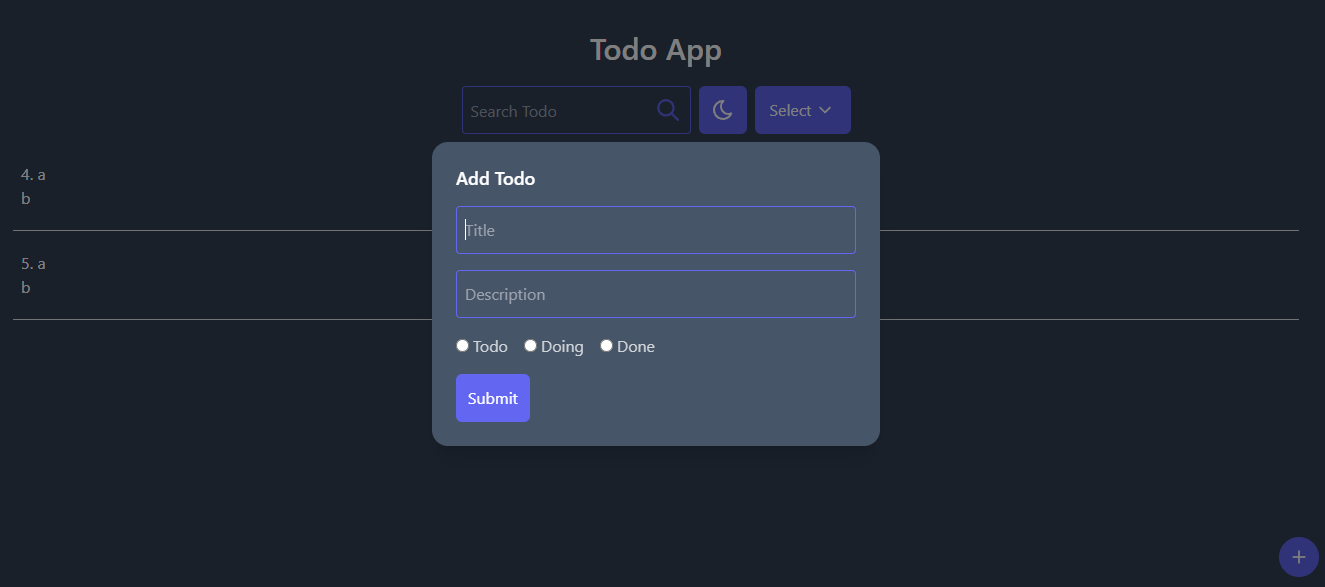 Todo App
Search Todo
Select
4. a
b
5. a
b
Add Todo
Title
Description
Todo Doing Done
Submit